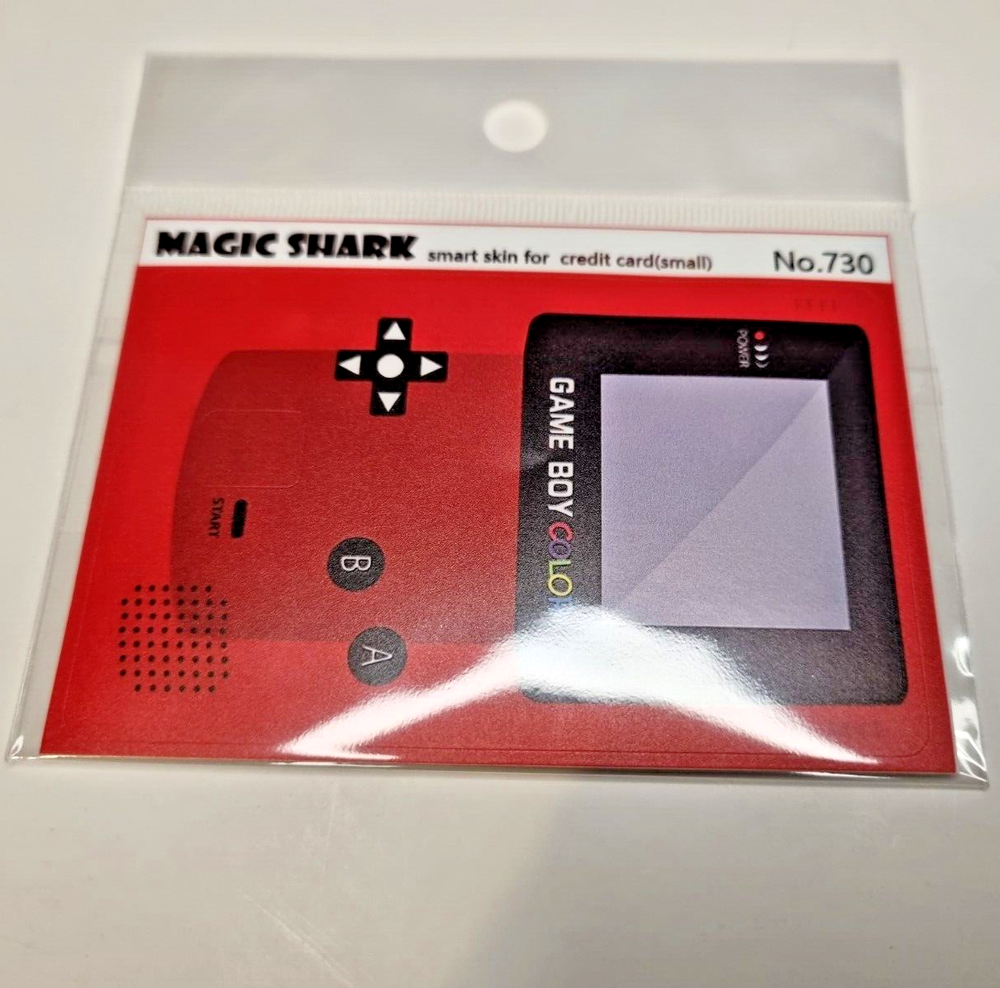 MAGIC SHARK smart skin for credit card(small) No.730
POWER
GAME BOY COLOR
START
B
A